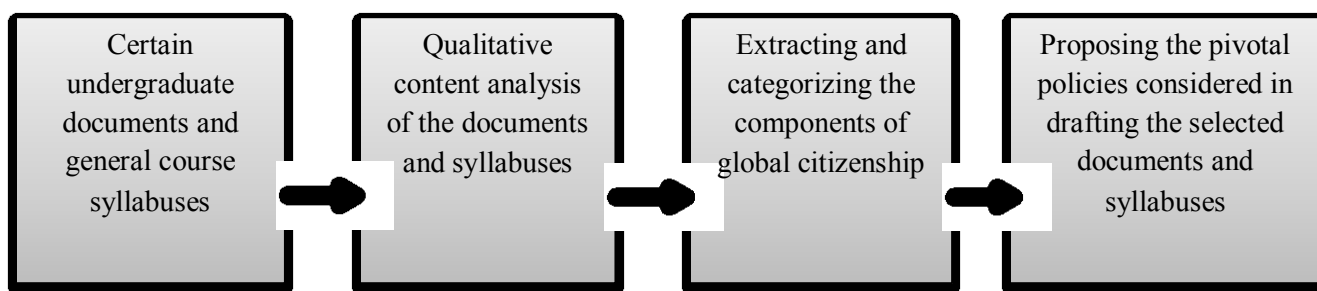 Certain
undergraduate
documents and
general course
syllabuses
Qualitative
content analysis
of the documents
and syllabuses
Extracting and
categorizing the
components of
global citizenship
Proposing the pivotal
policies considered in
drafting the selected
documents and
syllabuses